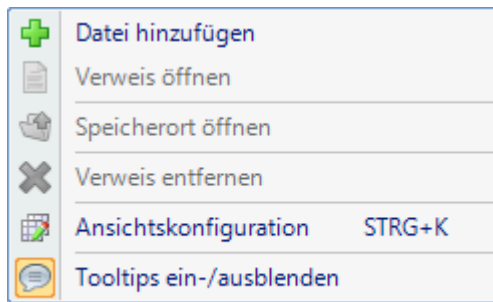 Datei hinzufügen
Verweis öffnen
Speicherort öffnen
Verweis entfernen
Ansichtskonfiguration STRG+K
Tooltips ein-/ausblenden